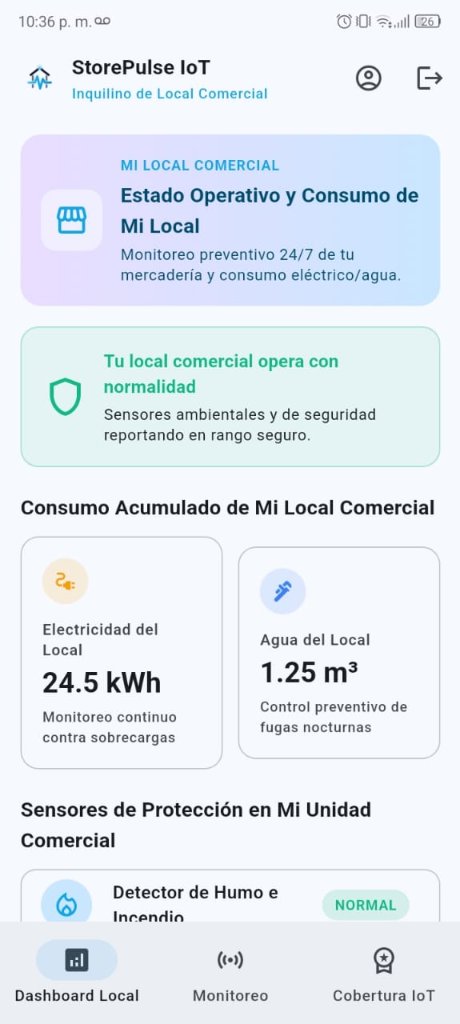 10:36 p. m.
26
StorePulse IoT
Inquilino de Local Comercial
MI LOCAL COMERCIAL
Estado Operativo y Consumo de
Mi Local
Monitoreo preventivo 24/7 de tu
mercadería y consumo eléctrico/agua.
Tu local comercial opera con
normalidad
Sensores ambientales y de seguridad
reportando en rango seguro.
Consumo Acumulado de Mi Local Comercial
Electricidad del
Local
24.5 kWh
Monitoreo continuo
contra sobrecargas
Agua del Local
1.25 m³
Control preventivo de
fugas nocturnas
Sensores de Protección en Mi Unidad
Comercial
Detector de Humo e
Incendio
NORMAL
Dashboard Local
Monitoreo
Cobertura IoT